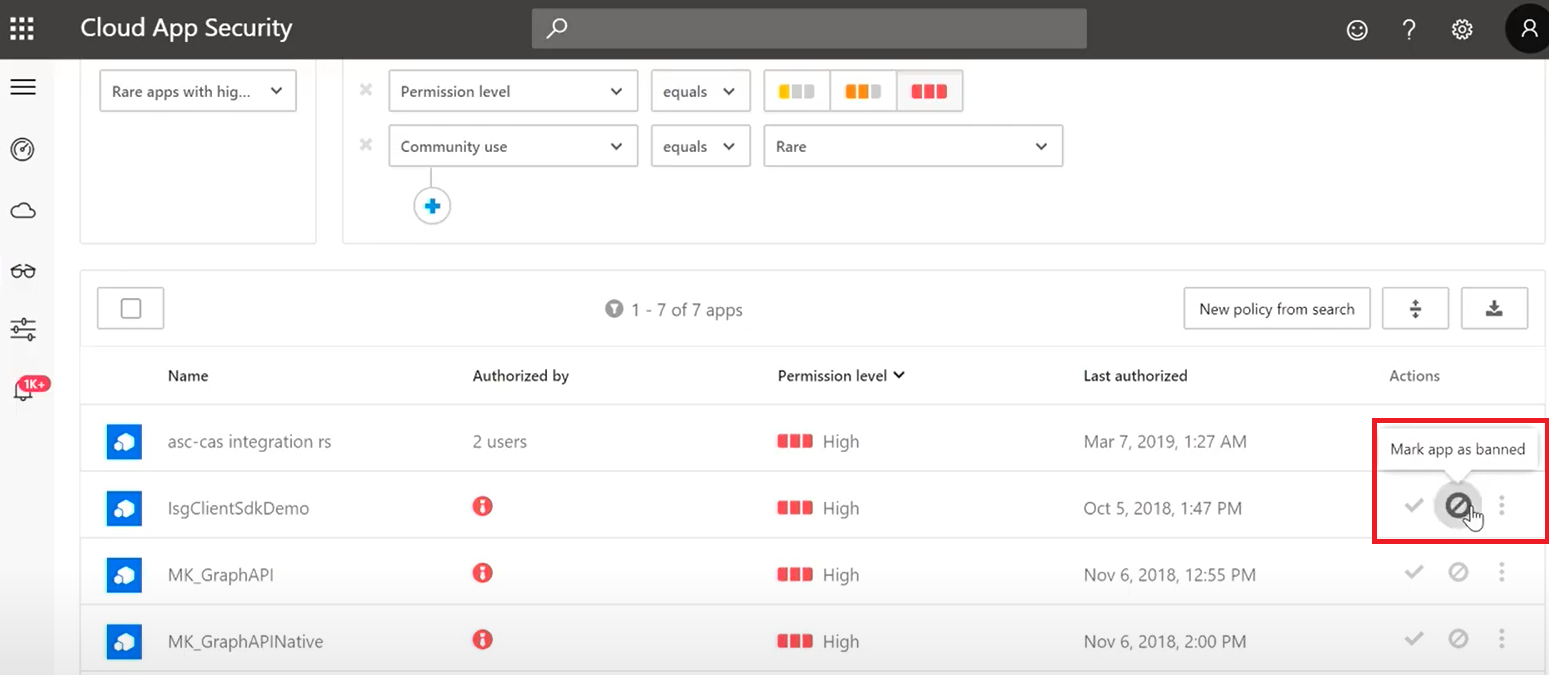 Cloud App Security
Rare apps with hig...
Permission level equals
Community use equals Rare
1 - 7 of 7 apps New policy from search
Name Authorized by Permission level Last authorized Actions
asc-cas integration rs 2 users High Mar 7, 2019, 1:27 AM
Mark app as banned
IsgClientSdkDemo High Oct 5, 2018, 1:47 PM
1K+
MK_GraphAPI High Nov 6, 2018, 12:55 PM
MK_GraphAPINative High Nov 6, 2018, 2:00 PM